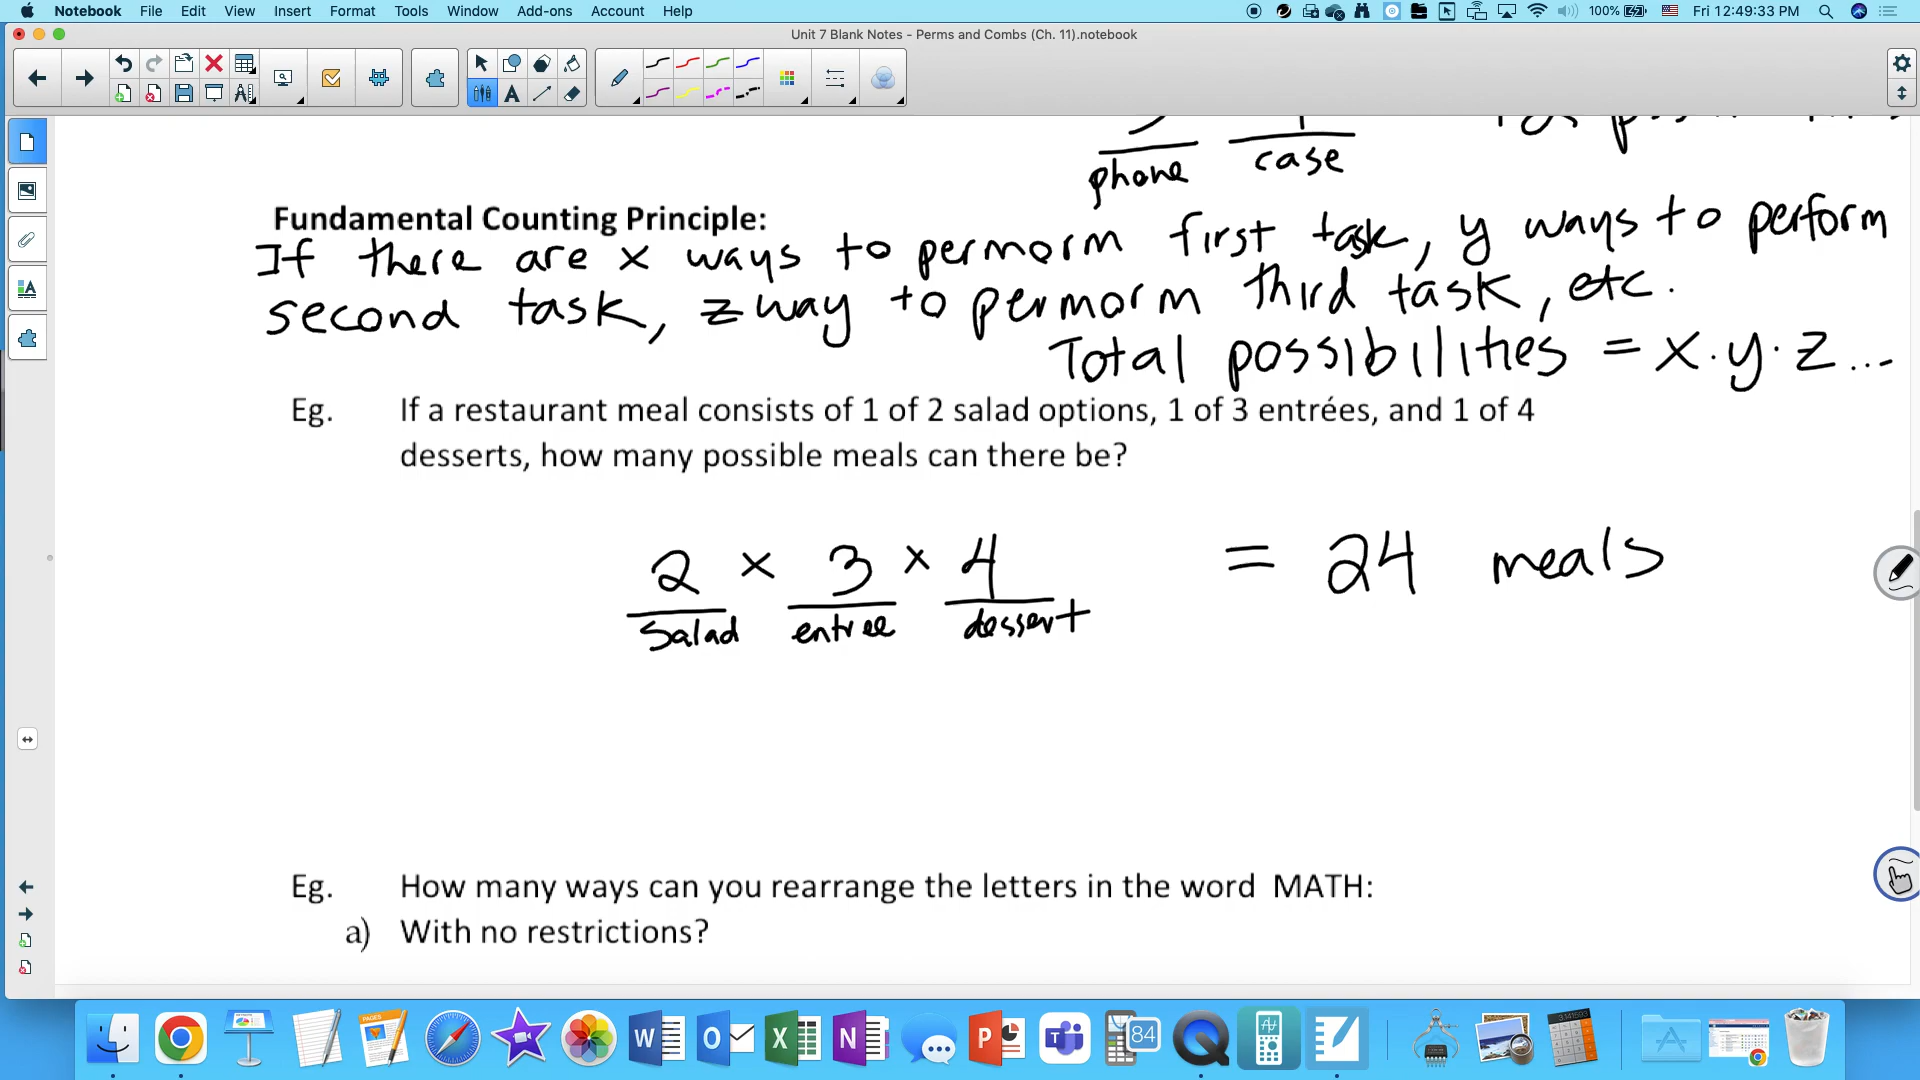 Notebook File Edit View Insert Format Tools Window Add-ons Account Help 100% Fri 12:49:33 PM
Unit 7 Blank Notes - Perms and Combs (Ch. 11).notebook
phone case
Fundamental Counting Principle:
If there are x ways to permorm first task, y ways to perform
second task, z way to permorm third task, etc.
Total possibilities = x·y·z...
Eg. If a restaurant meal consists of 1 of 2 salad options, 1 of 3 entrées, and 1 of 4
desserts, how many possible meals can there be?
2 × 3 × 4 = 24 meals
Salad entree dessert
Eg. How many ways can you rearrange the letters in the word MATH:
a) With no restrictions?
84